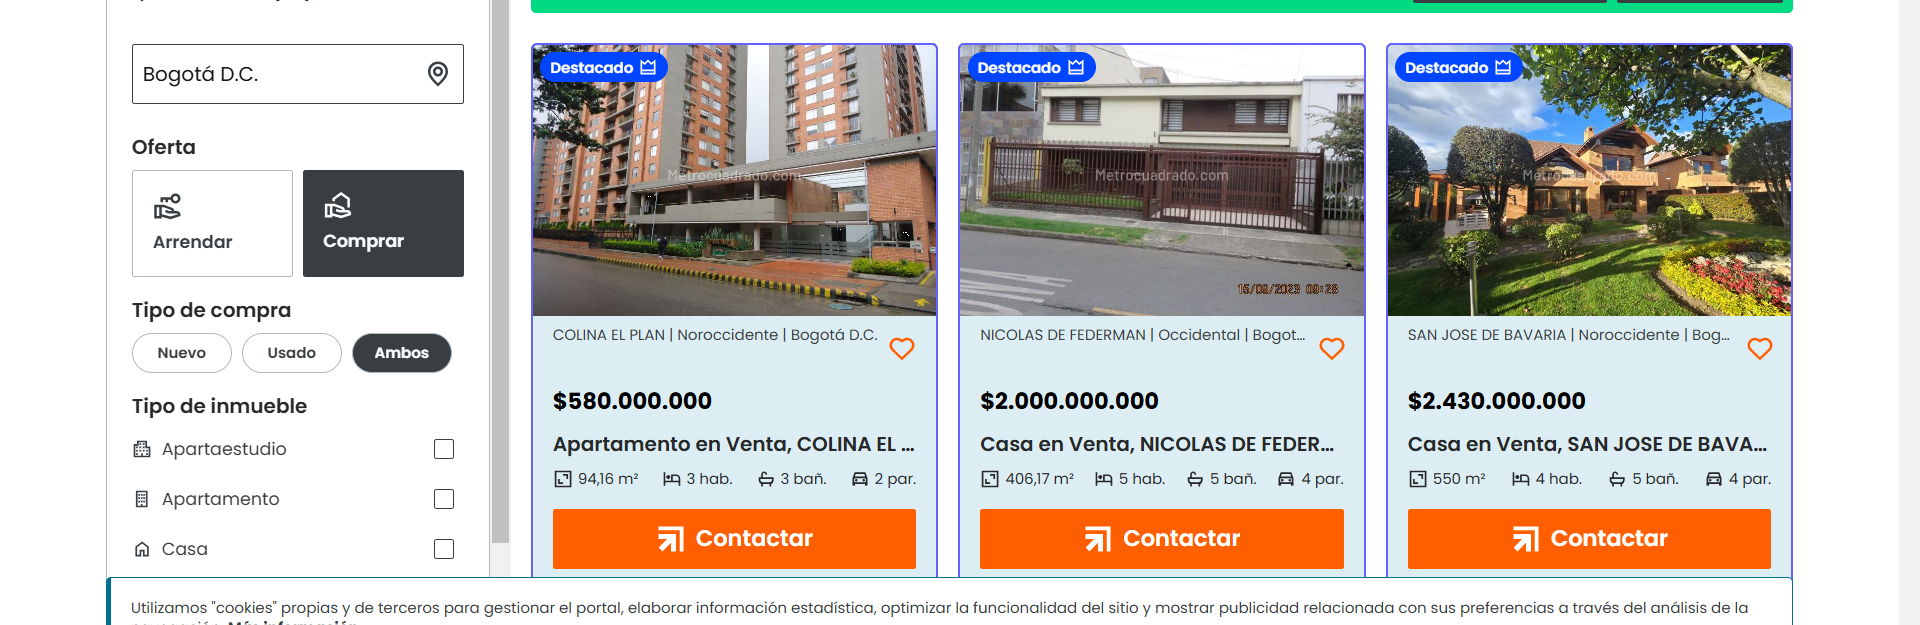 Bogotá D.C.
Oferta
Arrendar
Comprar
Tipo de compra
Nuevo
Usado
Ambos
Tipo de inmueble
Apartaestudio
Apartamento
Casa
Destacado
Metrocuadrado.com
COLINA EL PLAN | Noroccidente | Bogotá D.C.
$580.000.000
Apartamento en Venta, COLINA EL ...
94,16 m² 3 hab. 3 bañ. 2 par.
Contactar
Destacado
Metrocuadrado.com
15/09/2023 09:28
NICOLAS DE FEDERMAN | Occidental | Bogot...
$2.000.000.000
Casa en Venta, NICOLAS DE FEDER...
406,17 m² 5 hab. 5 bañ. 4 par.
Contactar
Destacado
Metrocuadrado.com
SAN JOSE DE BAVARIA | Noroccidente | Bog...
$2.430.000.000
Casa en Venta, SAN JOSE DE BAVA...
550 m² 4 hab. 5 bañ. 4 par.
Contactar
Utilizamos "cookies" propias y de terceros para gestionar el portal, elaborar información estadística, optimizar la funcionalidad del sitio y mostrar publicidad relacionada con sus preferencias a través del análisis de la